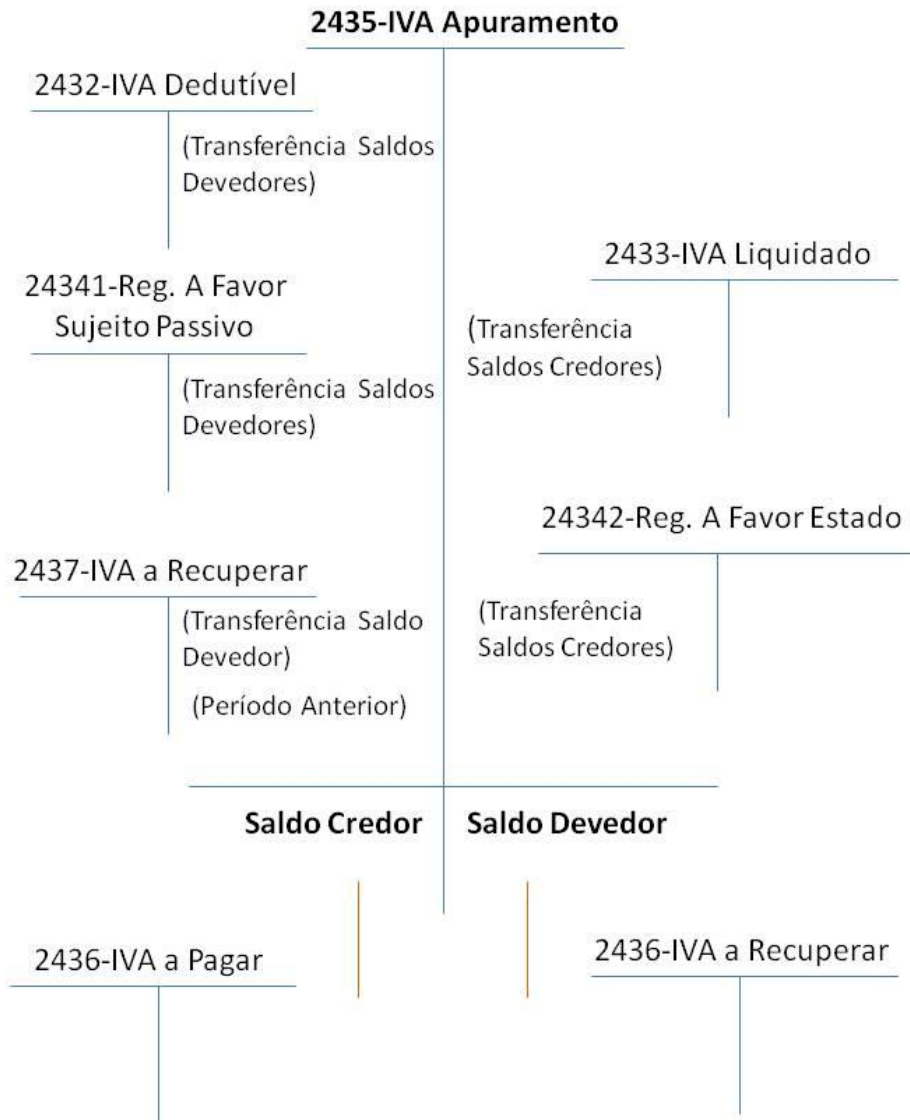 2435-IVA Apuramento
2432-IVA Dedutível
(Transferência Saldos
Devedores)
24341-Reg. A Favor
Sujeito Passivo
(Transferência Saldos
Devedores)
2437-IVA a Recuperar
(Transferência Saldo
Devedor)
(Período Anterior)
2433-IVA Liquidado
(Transferência
Saldos Credores)
24342-Reg. A Favor Estado
(Transferência
Saldos Credores)
Saldo Credor
Saldo Devedor
2436-IVA a Pagar
2436-IVA a Recuperar